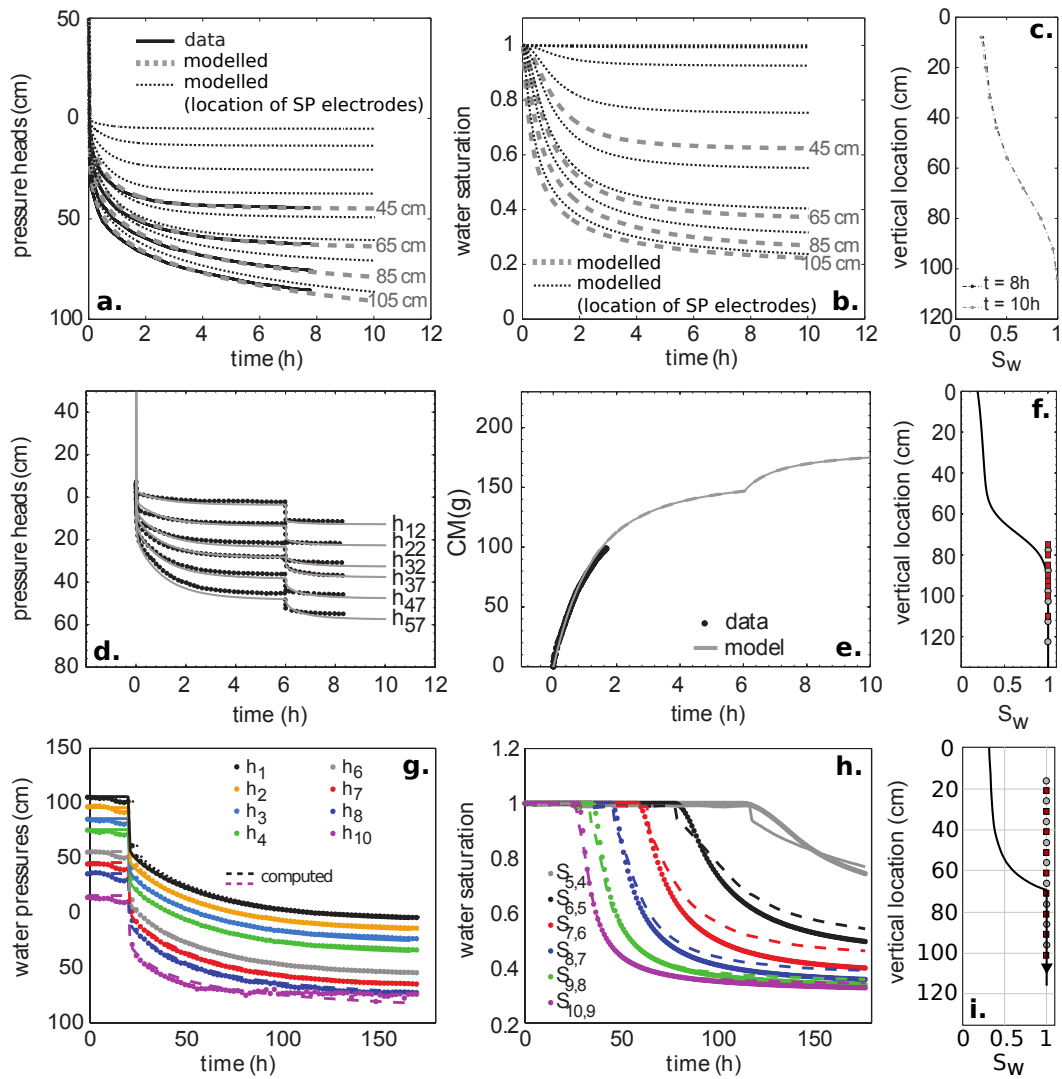 50
0
50
100
pressure heads (cm)
data
modelled
modelled
(location of SP electrodes)
45 cm
65 cm
85 cm
105 cm
a.
0
2
4
6
8
10
12
time (h)
1
0.8
0.6
0.4
0.2
0
water saturation
45 cm
65 cm
85 cm
105 cm
modelled
modelled
(location of SP electrodes)
b.
0
2
4
6
8
10
12
time (h)
c.
0
20
40
60
80
100
120
vertical location (cm)
t = 8h
t = 10h
0
0.5
1
Sw
40
20
0
20
40
60
80
pressure heads (cm)
h12
h22
h32
h37
h47
h57
d.
0
2
4
6
8
10
12
time (h)
200
150
100
50
0
CM(g)
data
model
e.
0
2
4
6
8
10
time (h)
f.
0
20
40
60
80
100
120
vertical location (cm)
0
0.5
1
Sw
150
100
50
0
50
100
water pressures (cm)
g.
h1
h2
h3
h4
h6
h7
h8
h10
computed
0
50
100
150
time (h)
1.2
1
0.8
0.6
0.4
0.2
water saturation
h.
S5,4
S6,5
S7,6
S8,7
S9,8
S10,9
0
50
100
150
time (h)
0
20
40
60
80
100
120
140
vertical location (cm)
i.
0
0.5
1
Sw